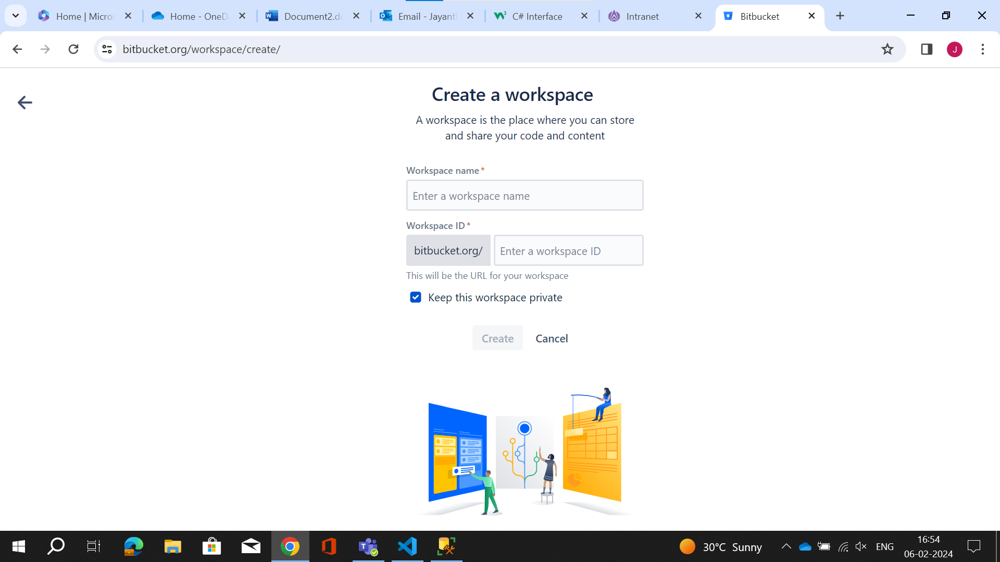 Home | Micros
Home - OneD
Document2.do
Email - Jayant
C# Interface
Intranet
Bitbucket
bitbucket.org/workspace/create/
J
Create a workspace
A workspace is the place where you can store
and share your code and content
Workspace name*
Enter a workspace name
Workspace ID*
bitbucket.org/
Enter a workspace ID
This will be the URL for your workspace
Keep this workspace private
Create
Cancel
30°C Sunny
ENG
16:54
06-02-2024